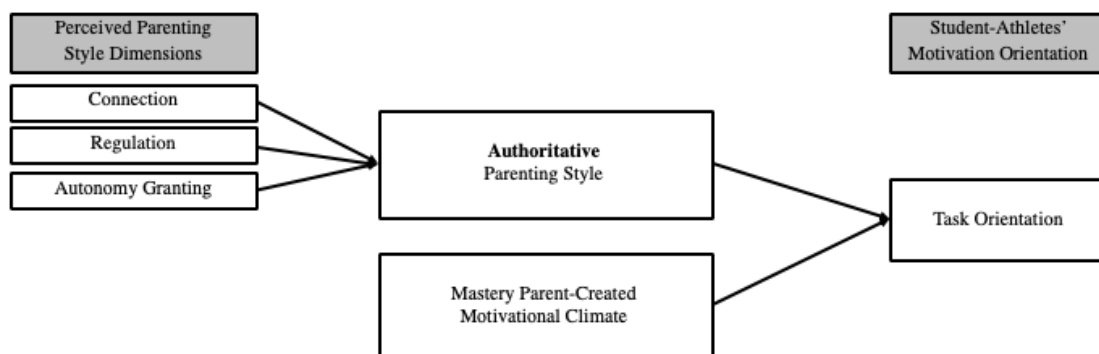 Perceived Parenting
Style Dimensions
Student-Athletes'
Motivation Orientation
Connection
Regulation
Autonomy Granting
Authoritative
Parenting Style
Task Orientation
Mastery Parent-Created
Motivational Climate